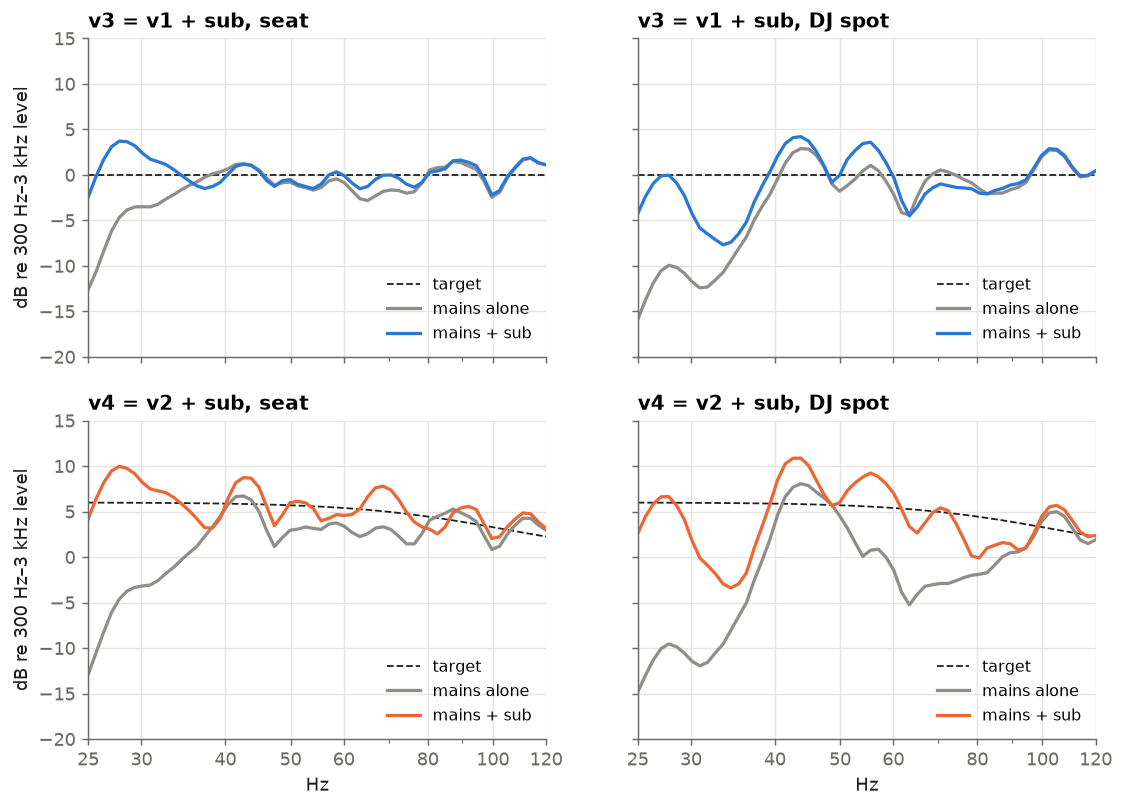 v3 = v1 + sub, seat
15
10
5
0
−5
−10
−15
−20
dB re 300 Hz–3 kHz level
target
mains alone
mains + sub
v3 = v1 + sub, DJ spot
target
mains alone
mains + sub
v4 = v2 + sub, seat
15
10
5
0
−5
−10
−15
−20
dB re 300 Hz–3 kHz level
target
mains alone
mains + sub
25 30 40 50 60 80 100 120
Hz
v4 = v2 + sub, DJ spot
target
mains alone
mains + sub
25 30 40 50 60 80 100 120
Hz